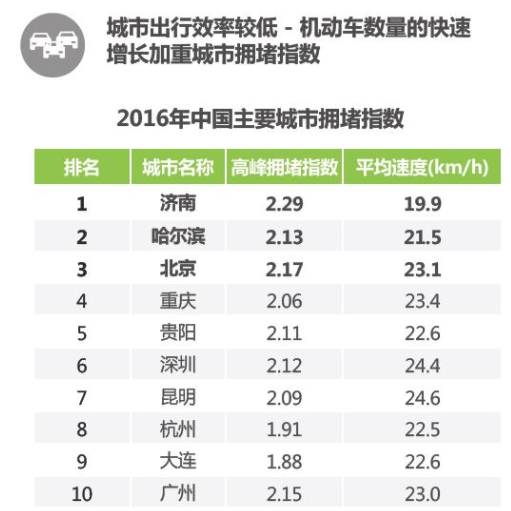 城市出行效率较低 - 机动车数量的快速
增长加重城市拥堵指数
2016年中国主要城市拥堵指数
排名 城市名称 高峰拥堵指数 平均速度(km/h)
1 济南 2.29 19.9
2 哈尔滨 2.13 21.5
3 北京 2.17 23.1
4 重庆 2.06 23.4
5 贵阳 2.11 22.6
6 深圳 2.12 24.4
7 昆明 2.09 24.6
8 杭州 1.91 22.5
9 大连 1.88 22.6
10 广州 2.15 23.0